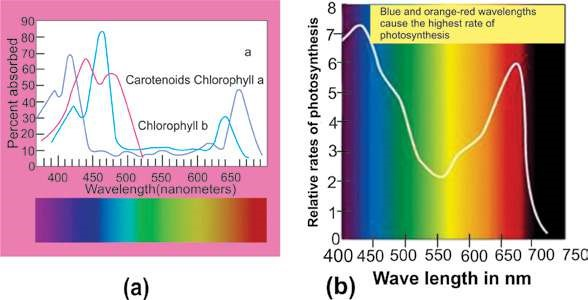 90
80
70
60
50
40
30
20
10
0
Percent absorbed
a
Carotenoids Chlorophyll a
Chlorophyll b
400 450 500 550 600 650
Wavelength(nanometers)
(a)
8
7
6
5
4
3
2
1
0
Relative rates of photosynthesis
Blue and orange-red wavelengths
cause the highest rate of
photosynthesis
400 450 500 550 600 650 700 750
Wave length in nm
(b)